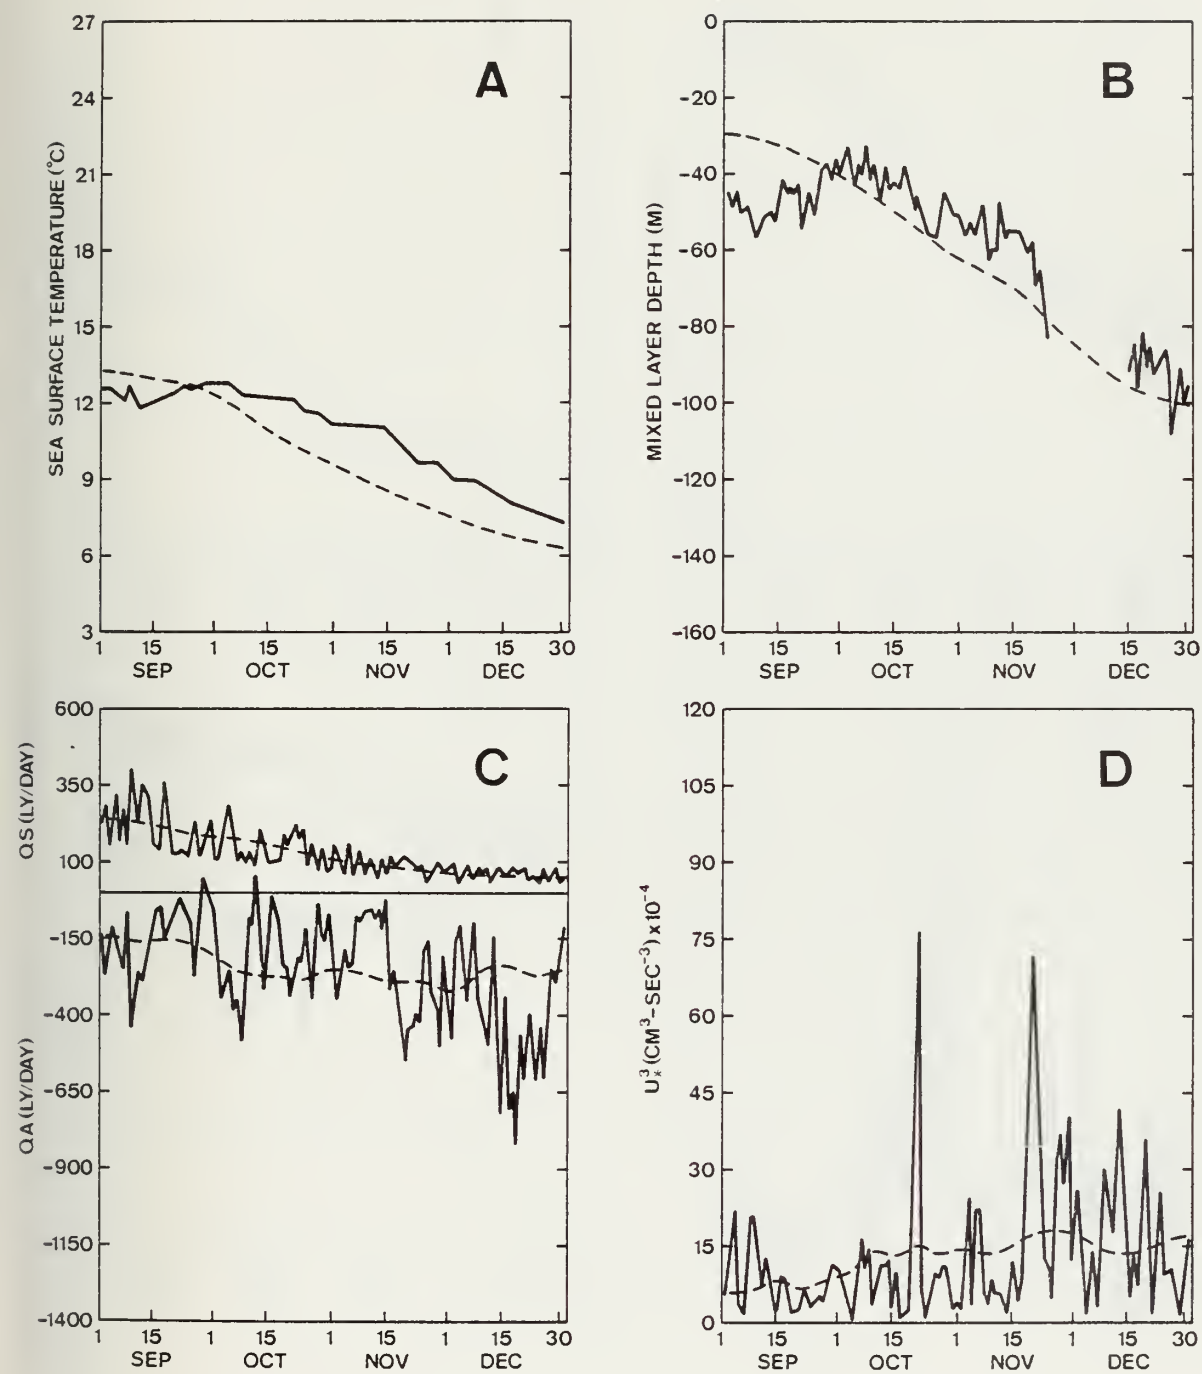 A
SEA SURFACE TEMPERATURE (°C)
27
24
21
18
15
12
9
6
3
1 15 1 15 1 15 1 15 30
SEP OCT NOV DEC
B
MIXED LAYER DEPTH (M)
0
-20
-40
-60
-80
-100
-120
-140
-160
1 15 1 15 1 15 1 15 30
SEP OCT NOV DEC
C
QS (LY/DAY)
QA (LY/DAY)
600
350
100
-150
-400
-650
-900
-1150
-1400
1 15 1 15 1 15 1 15 30
SEP OCT NOV DEC
D
U*³ (CM³-SEC⁻³) x10⁻⁴
120
105
90
75
60
45
30
15
0
1 15 1 15 1 15 1 15 30
SEP OCT NOV DEC